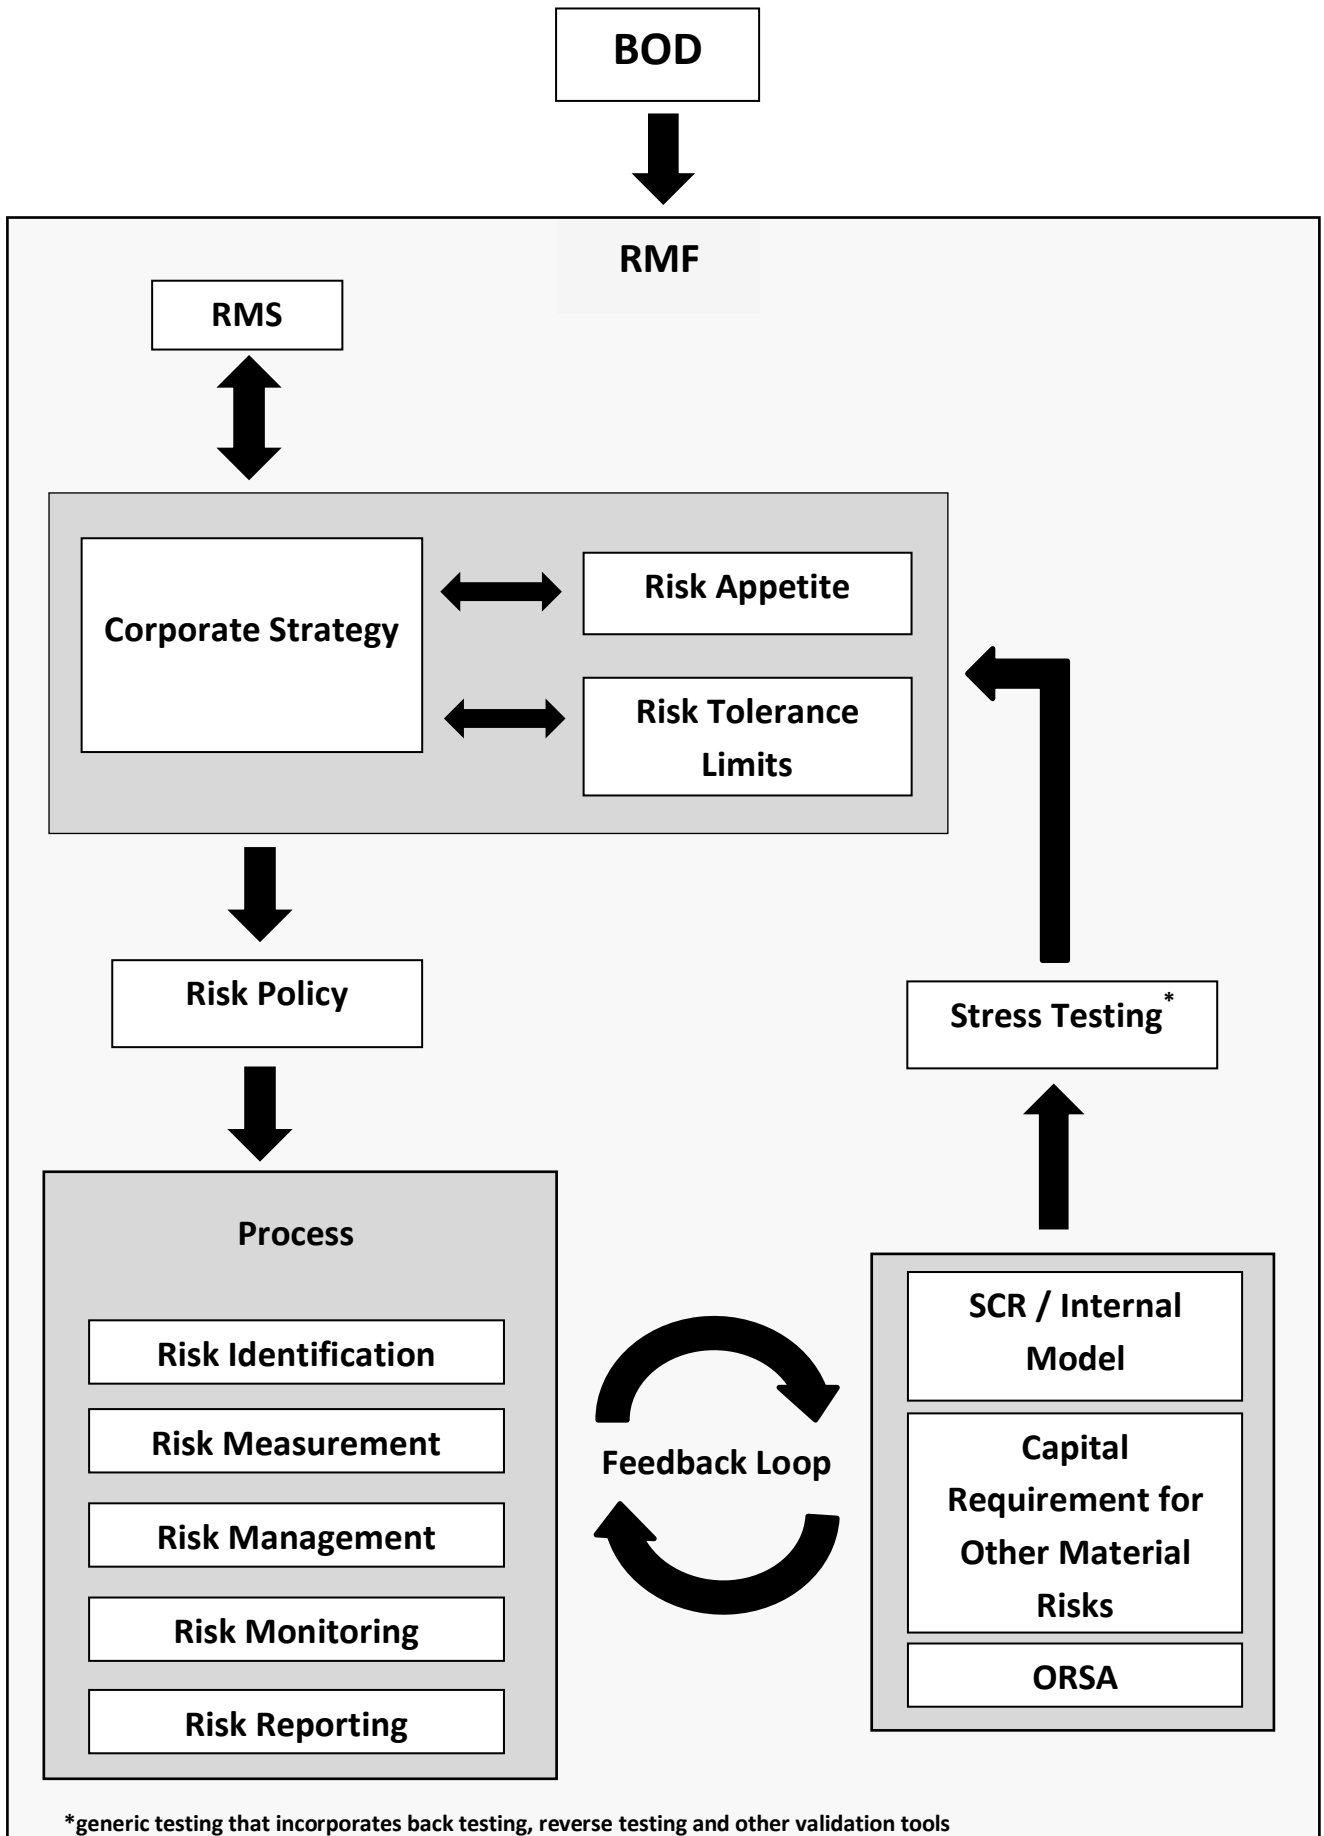 BOD
RMF
RMS
Corporate Strategy
Risk Appetite
Risk Tolerance
Limits
Risk Policy
Stress Testing*
Process
Risk Identification
Risk Measurement
Risk Management
Risk Monitoring
Risk Reporting
Feedback Loop
SCR / Internal
Model
Capital
Requirement for
Other Material
Risks
ORSA
*generic testing that incorporates back testing, reverse testing and other validation tools